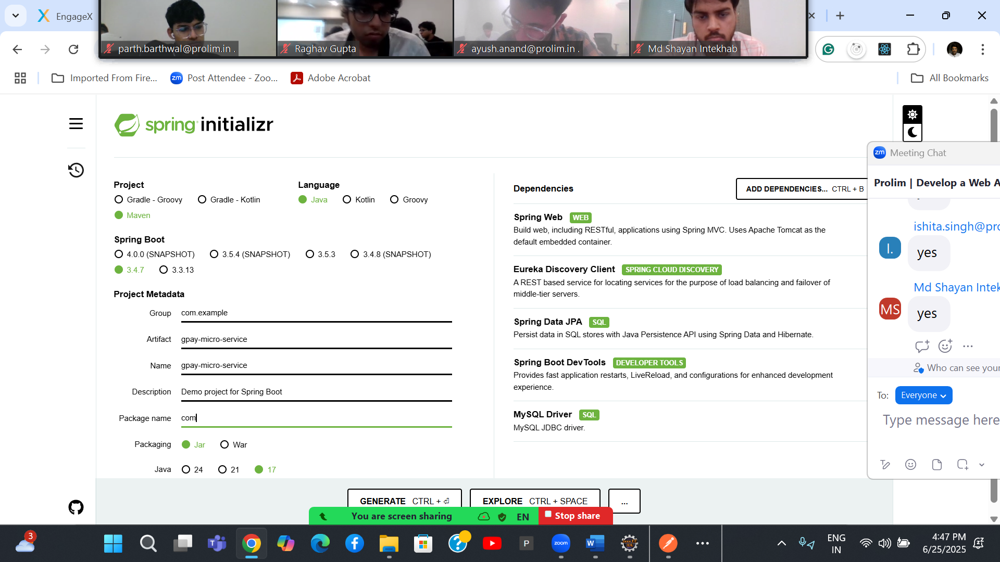 EngageX
parth.barthwal@prolim.in .
Raghav Gupta
ayush.anand@prolim.in .
Md Shayan Intekhab
Imported From Fire...
Post Attendee - Zoo...
Adobe Acrobat
All Bookmarks
spring initializr
Project
Gradle - Groovy
Gradle - Kotlin
Maven
Language
Java
Kotlin
Groovy
Spring Boot
4.0.0 (SNAPSHOT)
3.5.4 (SNAPSHOT)
3.5.3
3.4.8 (SNAPSHOT)
3.4.7
3.3.13
Project Metadata
Group
com.example
Artifact
gpay-micro-service
Name
gpay-micro-service
Description
Demo project for Spring Boot
Package name
com
Packaging
Jar
War
Java
24
21
17
Dependencies
ADD DEPENDENCIES... CTRL + B
Spring Web WEB
Build web, including RESTful, applications using Spring MVC. Uses Apache Tomcat as the
default embedded container.
Eureka Discovery Client SPRING CLOUD DISCOVERY
A REST based service for locating services for the purpose of load balancing and failover of
middle-tier servers.
Spring Data JPA SQL
Persist data in SQL stores with Java Persistence API using Spring Data and Hibernate.
Spring Boot DevTools DEVELOPER TOOLS
Provides fast application restarts, LiveReload, and configurations for enhanced development
experience.
MySQL Driver SQL
MySQL JDBC driver.
GENERATE CTRL + ⏎
EXPLORE CTRL + SPACE
...
zm Meeting Chat
Prolim | Develop a Web A
ishita.singh@pro
I.
yes
Md Shayan Intek
MS
yes
Who can see your
To: Everyone
Type message here
You are screen sharing
EN
Stop share
3
zoom
P
W
ENG
IN
4:47 PM
6/25/2025